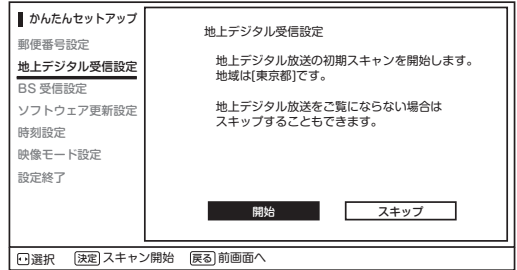 かんたんセットアップ
郵便番号設定
地上デジタル受信設定
BS 受信設定
ソフトウェア更新設定
時刻設定
映像モード設定
設定終了
地上デジタル受信設定
地上デジタル放送の初期スキャンを開始します。
地域は[東京都]です。
地上デジタル放送をご覧にならない場合は
スキップすることもできます。
開始 スキップ
選択 決定 スキャン開始 戻る 前画面へ